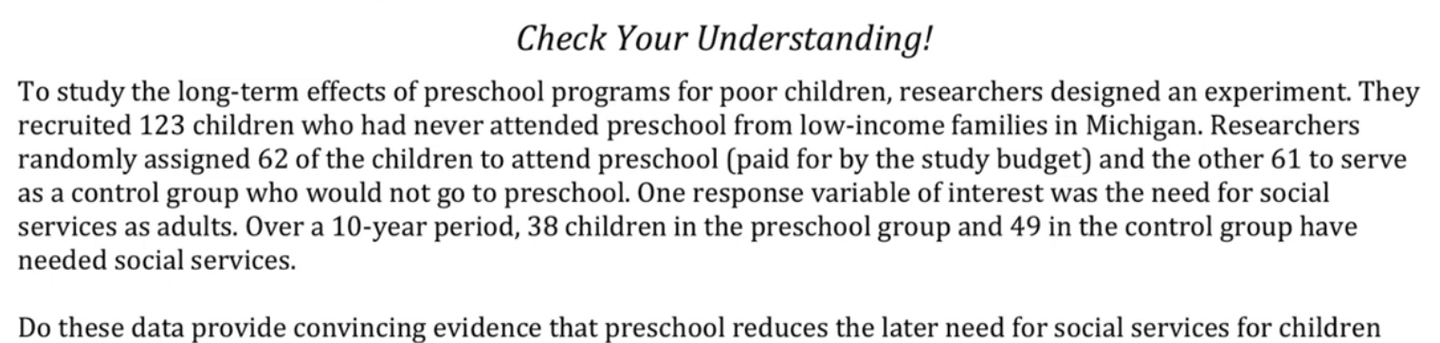 Check Your Understanding!
To study the long-term effects of preschool programs for poor children, researchers designed an experiment. They
recruited 123 children who had never attended preschool from low-income families in Michigan. Researchers
randomly assigned 62 of the children to attend preschool (paid for by the study budget) and the other 61 to serve
as a control group who would not go to preschool. One response variable of interest was the need for social
services as adults. Over a 10-year period, 38 children in the preschool group and 49 in the control group have
needed social services.
Do these data provide convincing evidence that preschool reduces the later need for social services for children